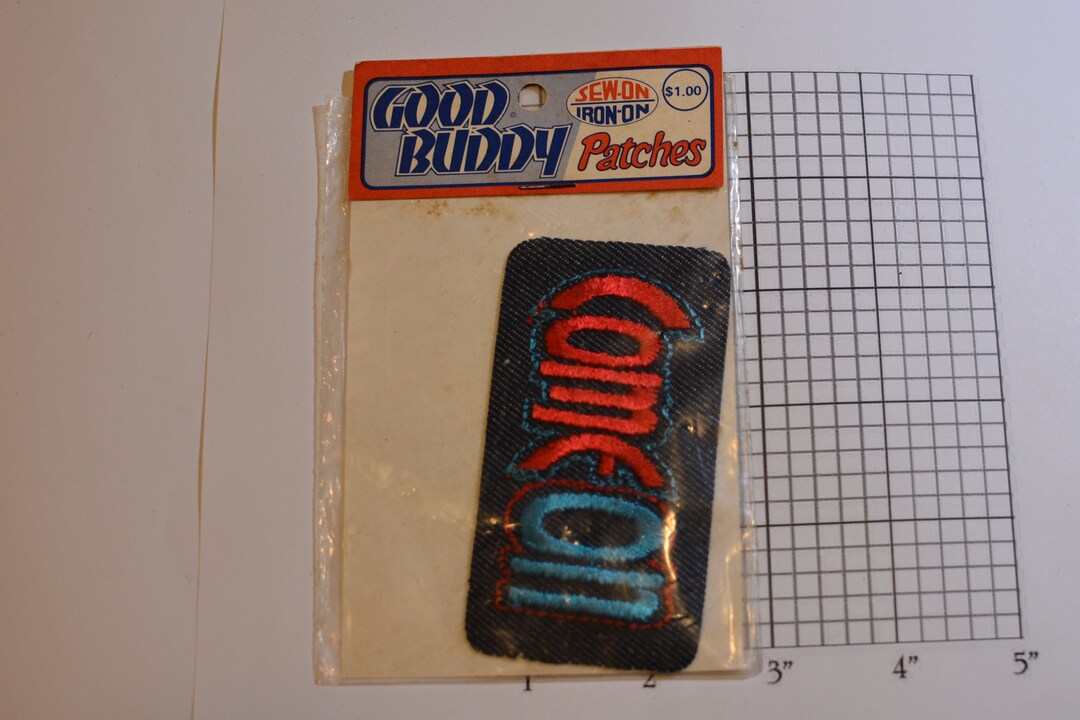 GOOD
BUDDY
SEW-ON
IRON-ON
$1.00
Patches
Come
On
1 2 3" 4" 5"